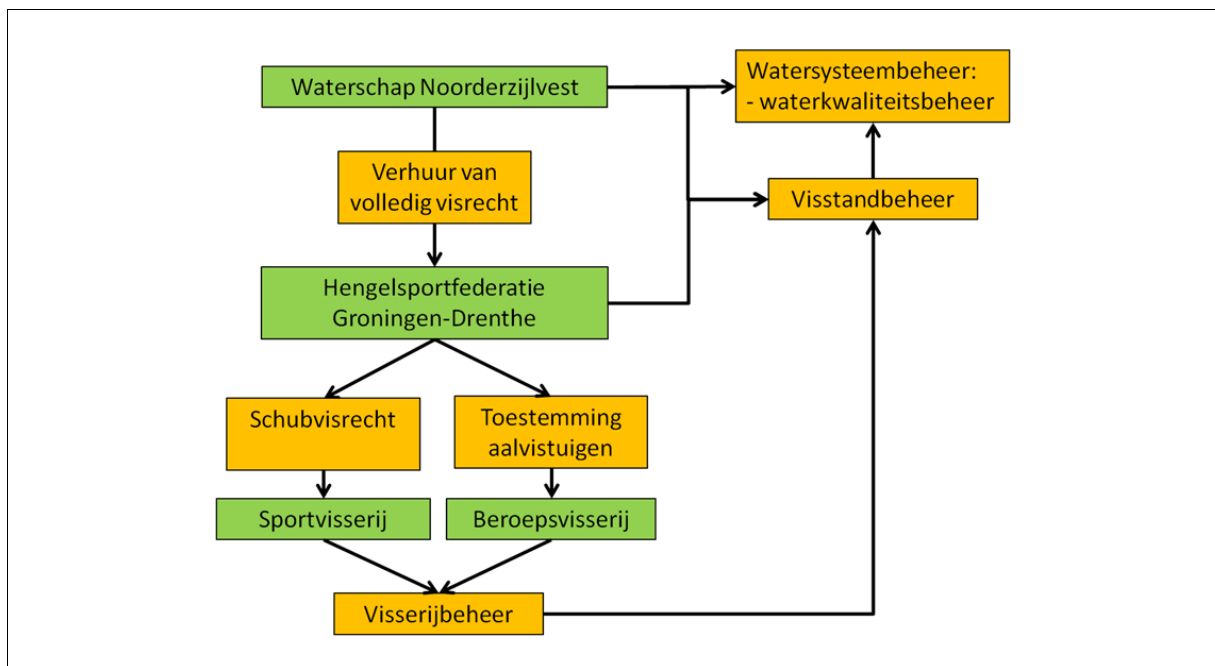 Waterschap Noorderzijlvest
Watersysteembeheer:
- waterkwaliteitsbeheer
Verhuur van
volledig visrecht
Visstandbeheer
Hengelsportfederatie
Groningen-Drenthe
Schubvisrecht
Toestemming
aalvistuigen
Sportvisserij
Beroepsvisserij
Visserijbeheer